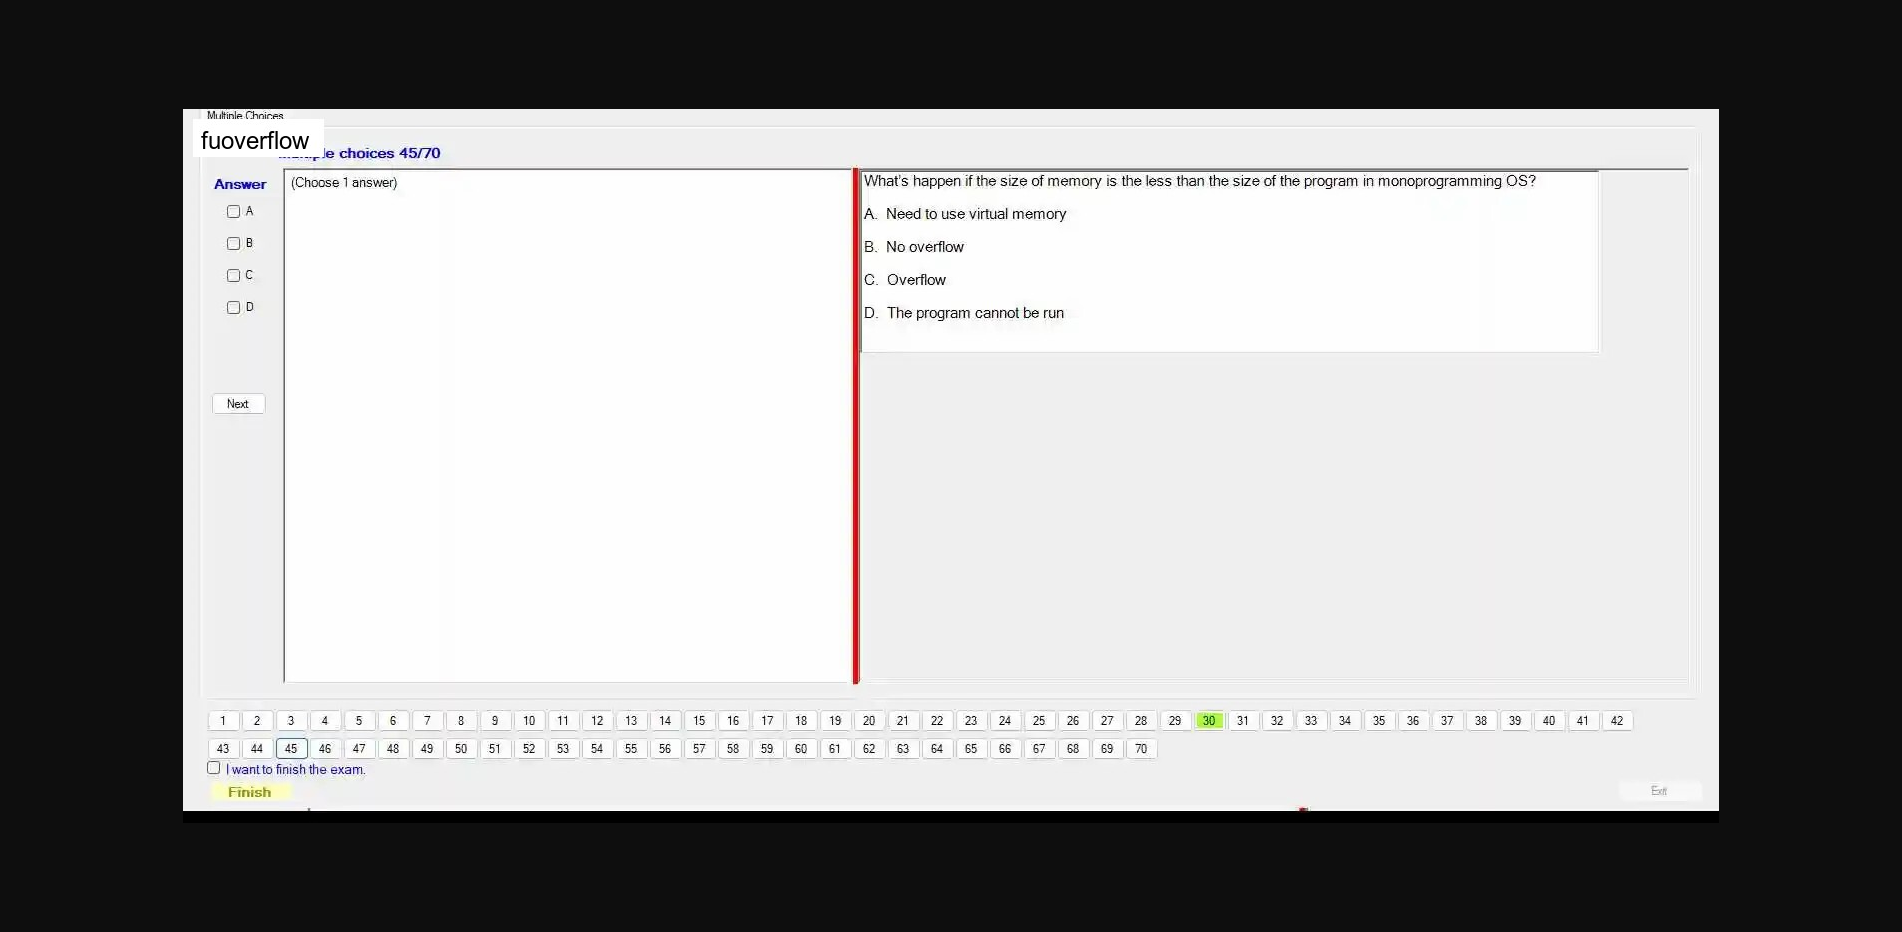 Multiple Choices
fuoverflow
choices 45/70
Answer
(Choose 1 answer)
A
B
C
D
Next
What's happen if the size of memory is the less than the size of the program in monoprogramming OS?
A. Need to use virtual memory
B. No overflow
C. Overflow
D. The program cannot be run
1 2 3 4 5 6 7 8 9 10 11 12 13 14 15 16 17 18 19 20 21 22 23 24 25 26 27 28 29 30 31 32 33 34 35 36 37 38 39 40 41 42
43 44 45 46 47 48 49 50 51 52 53 54 55 56 57 58 59 60 61 62 63 64 65 66 67 68 69 70
I want to finish the exam.
Finish
Exit